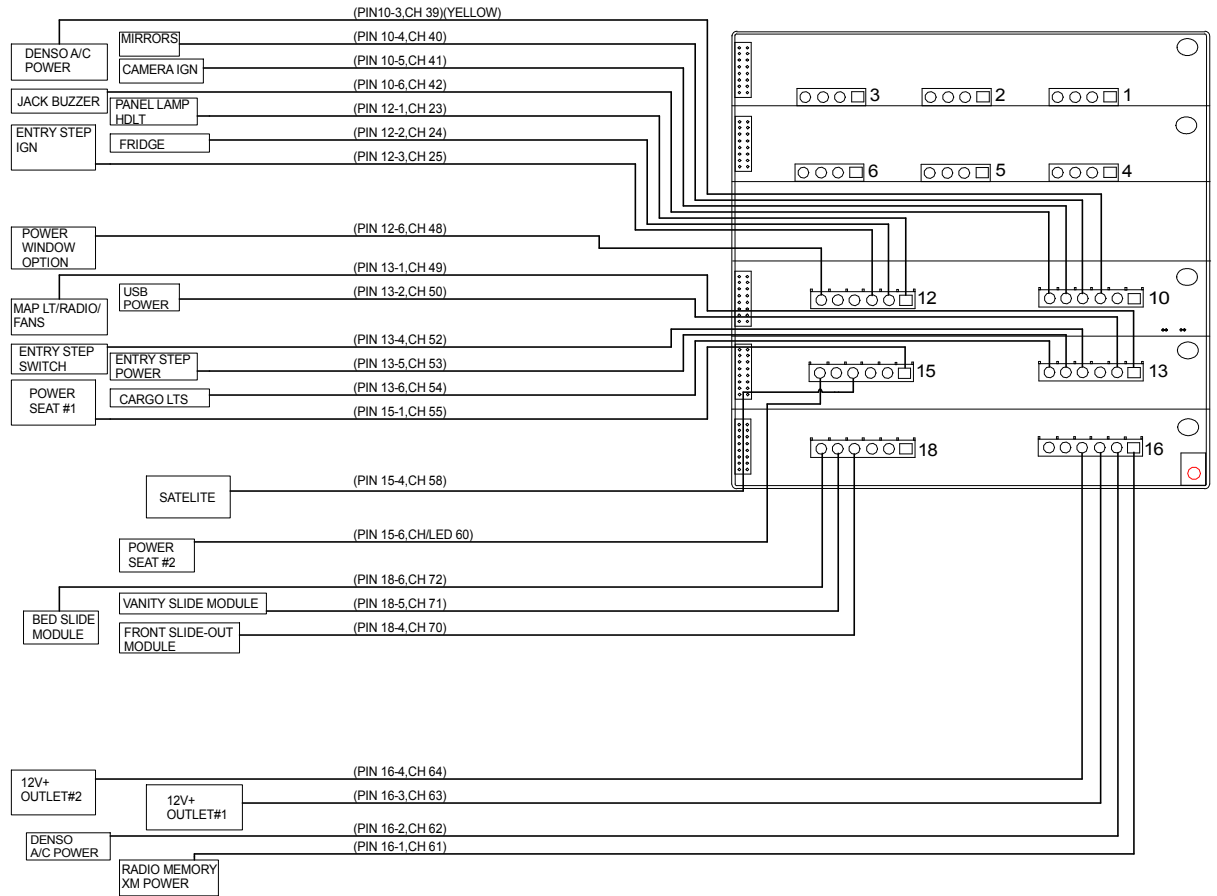 (PIN10-3,CH 39)(YELLOW)
DENSO A/C
POWER
MIRRORS
(PIN 10-4,CH 40)
CAMERA IGN
(PIN 10-5,CH 41)
JACK BUZZER
(PIN 10-6,CH 42)
PANEL LAMP
HDLT
(PIN 12-1,CH 23)
ENTRY STEP
IGN
FRIDGE
(PIN 12-2,CH 24)
(PIN 12-3,CH 25)
3
2
1
6
5
4
POWER
WINDOW
OPTION
(PIN 12-6,CH 48)
(PIN 13-1,CH 49)
MAP LT/RADIO/
FANS
USB
POWER
(PIN 13-2,CH 50)
12
10
ENTRY STEP
SWITCH
(PIN 13-4,CH 52)
ENTRY STEP
POWER
(PIN 13-5,CH 53)
POWER
SEAT #1
CARGO LTS
(PIN 13-6,CH 54)
(PIN 15-1,CH 55)
15
13
18
16
SATELITE
(PIN 15-4,CH 58)
POWER
SEAT #2
(PIN 15-6,CH/LED 60)
BED SLIDE
MODULE
(PIN 18-6,CH 72)
VANITY SLIDE MODULE
(PIN 18-5,CH 71)
FRONT SLIDE-OUT
MODULE
(PIN 18-4,CH 70)
12V+
OUTLET#2
(PIN 16-4,CH 64)
12V+
OUTLET#1
(PIN 16-3,CH 63)
DENSO
A/C POWER
(PIN 16-2,CH 62)
(PIN 16-1,CH 61)
RADIO MEMORY
XM POWER